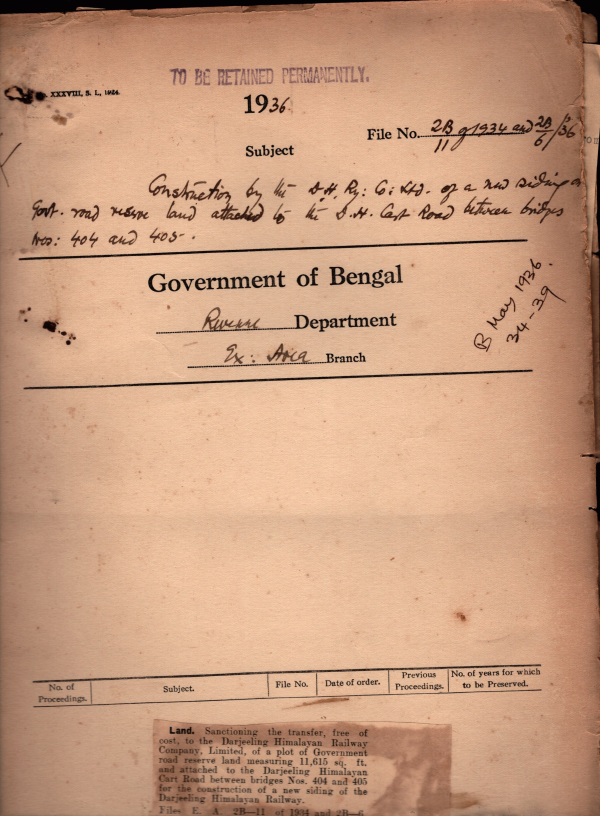 TO BE RETAINED PERMANENTLY.
XXXVIII, S. I., 1924.
1936.
File No. 2B/11 of 1934 and 2B/6/36
Subject
Construction by the D.H. Ry: Co: Ltd. of a new siding on
Govt. road reserve land attached to the D.H. Cart Road between bridges
Nos: 404 and 405.
Government of Bengal
Revenue Department
Ex: Area Branch
B May 1936
34-39
No. of Proceedings. Subject. File No. Date of order. Previous Proceedings. No. of years for which to be Preserved.
Land. Sanctioning the transfer, free of
cost, to the Darjeeling Himalayan Railway
Company, Limited, of a plot of Government
road reserve land measuring 11,615 sq. ft.
and attached to the Darjeeling Himalayan
Cart Road between bridges Nos. 404 and 405
for the construction of a new siding of the
Darjeeling Himalayan Railway.
Files E. A. 2B—11 of 1934 and 2B—6